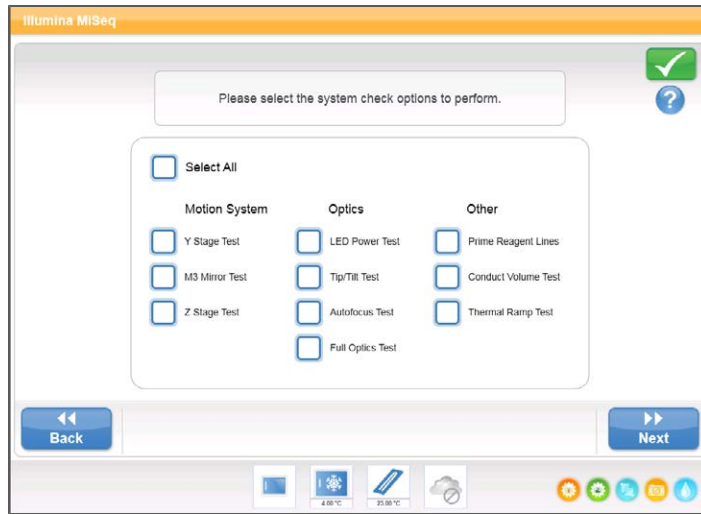 Illumina MiSeq
Please select the system check options to perform.
Select All
Motion System
Optics
Other
Y Stage Test
LED Power Test
Prime Reagent Lines
M3 Mirror Test
Tip/Tilt Test
Conduct Volume Test
Z Stage Test
Autofocus Test
Thermal Ramp Test
Full Optics Test
Back
Next
4.00 °C